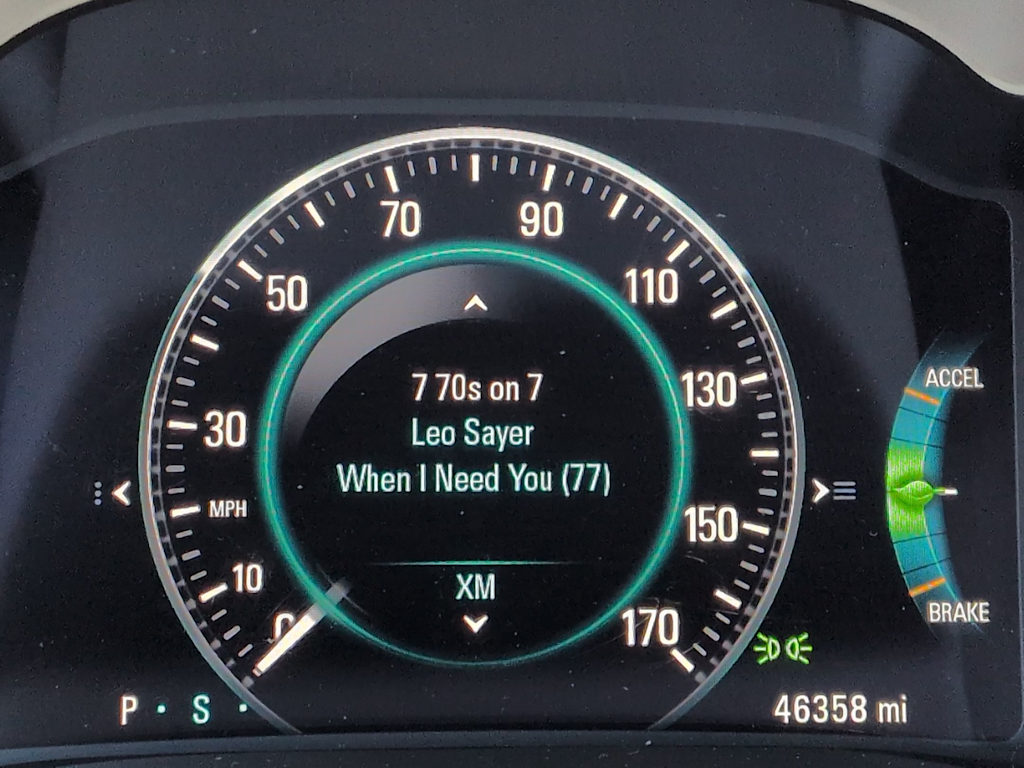 70
90
50
110
7 70s on 7
ACCEL
130
Leo Sayer
30
When I Need You (77)
MPH
150
10
XM
0
170
BRAKE
P · S ·
46358 mi